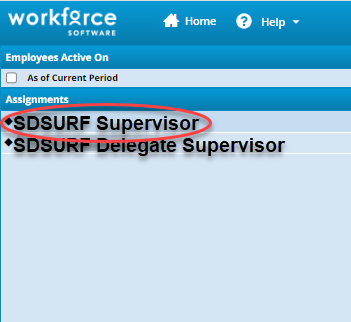 workforce
SOFTWARE
Home
? Help
Employees Active On
As of Current Period
Assignments
SDSURF Supervisor
SDSURF Delegate Supervisor